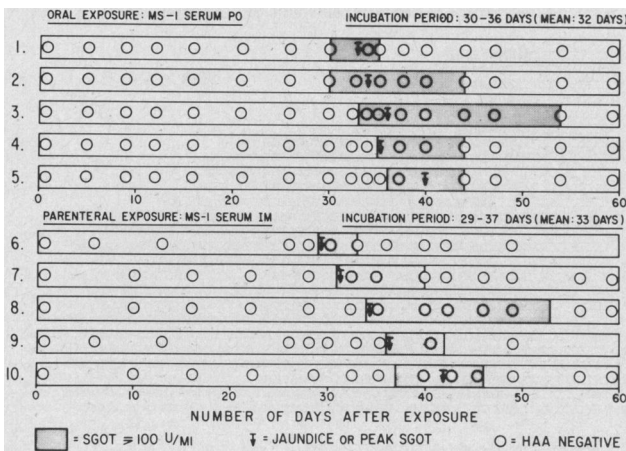 ORAL EXPOSURE: MS-1 SERUM PO INCUBATION PERIOD: 30-36 DAYS (MEAN: 32 DAYS)
1.
2.
3.
4.
5.
0 10 20 30 40 50 60
PARENTERAL EXPOSURE: MS-1 SERUM IM INCUBATION PERIOD: 29-37 DAYS (MEAN: 33 DAYS)
6.
7.
8.
9.
10.
0 10 20 30 40 50 60
NUMBER OF DAYS AFTER EXPOSURE
= SGOT ≥ 100 U/Ml = JAUNDICE OR PEAK SGOT = HAA NEGATIVE